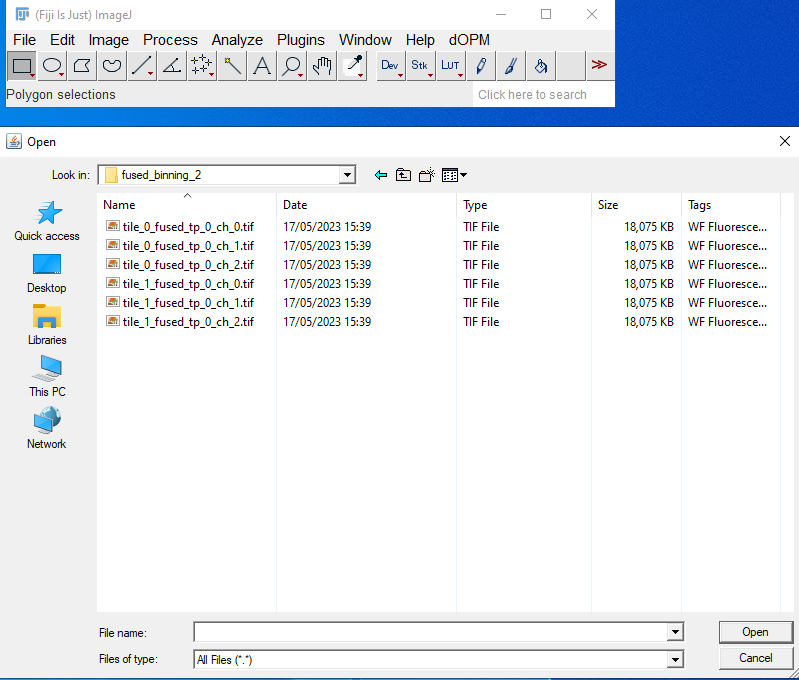 (Fiji Is Just) ImageJ
File Edit Image Process Analyze Plugins Window Help dOPM
Dev Stk LUT >>
Polygon selections Click here to search
Open
Look in: fused_binning_2
Name Date Type Size Tags
tile_0_fused_tp_0_ch_0.tif 17/05/2023 15:39 TIF File 18,075 KB WF Fluoresce...
tile_0_fused_tp_0_ch_1.tif 17/05/2023 15:39 TIF File 18,075 KB WF Fluoresce...
tile_0_fused_tp_0_ch_2.tif 17/05/2023 15:39 TIF File 18,075 KB WF Fluoresce...
tile_1_fused_tp_0_ch_0.tif 17/05/2023 15:39 TIF File 18,075 KB WF Fluoresce...
tile_1_fused_tp_0_ch_1.tif 17/05/2023 15:39 TIF File 18,075 KB WF Fluoresce...
tile_1_fused_tp_0_ch_2.tif 17/05/2023 15:39 TIF File 18,075 KB WF Fluoresce...
Quick access
Desktop
Libraries
This PC
Network
File name: Open
Files of type: All Files (*.*) Cancel